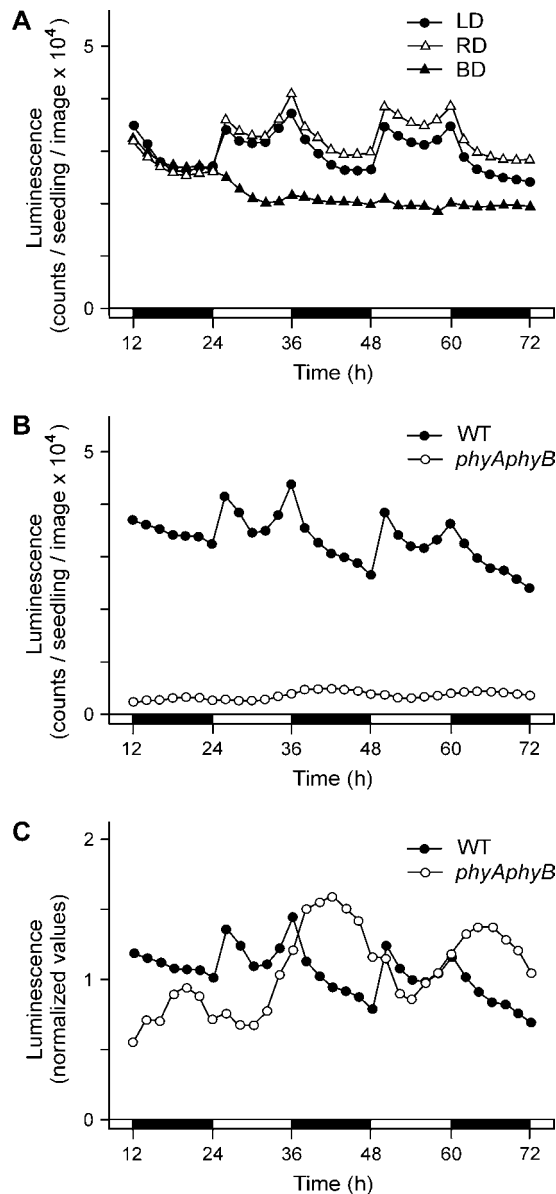 A
LD
RD
BD
5
0
Luminescence
(counts / seedling / image x 10⁴)
12 24 36 48 60 72
Time (h)
B
WT
phyAphyB
5
0
Luminescence
(counts / seedling / image x 10⁴)
12 24 36 48 60 72
Time (h)
C
WT
phyAphyB
2
1
0
Luminescence
(normalized values)
12 24 36 48 60 72
Time (h)